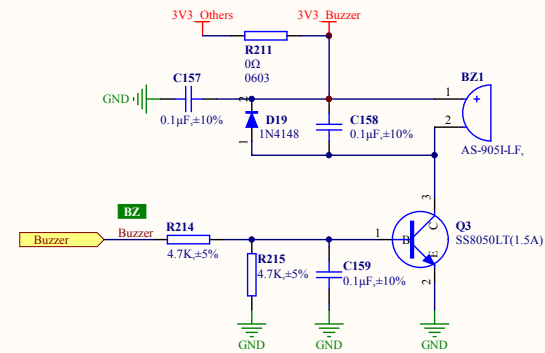 3V3_Others
3V3_Buzzer
R211
0Ω
0603
C157
GND
0.1μF,±10%
2
D19
1N4148
1
C158
0.1μF,±10%
BZ1
1
+
2
AS-905I-LF,
BZ
Buzzer
Buzzer
R214
4.7K,±5%
R215
4.7K,±5%
C159
0.1μF,±10%
1
B
3
C
E
2
Q3
SS8050LT(1.5A)
GND
GND
GND